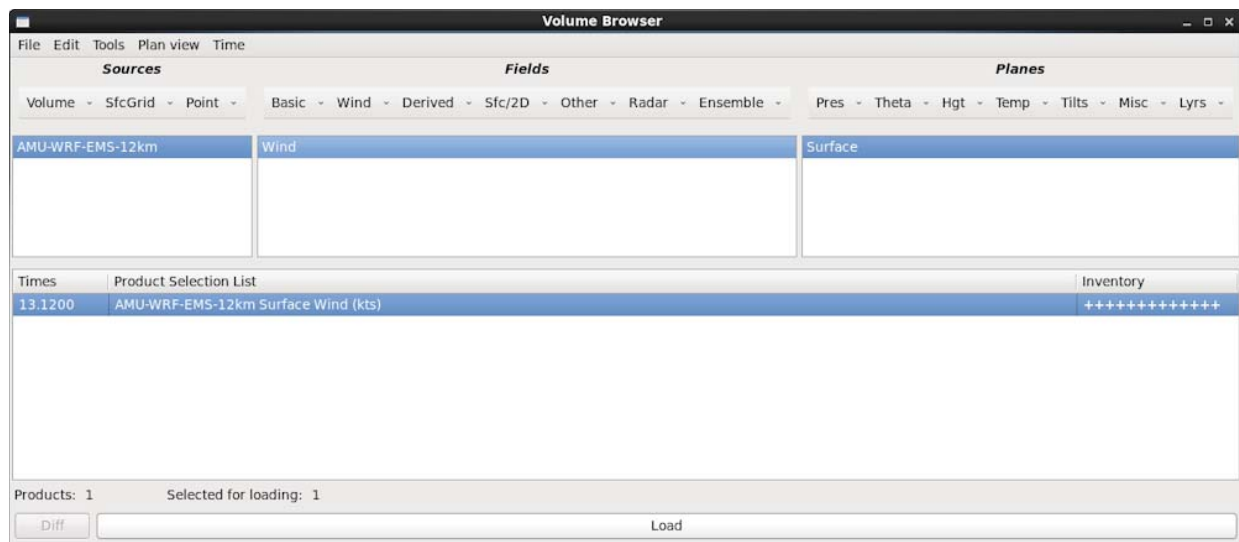 Volume Browser
File Edit Tools Plan view Time
Sources Fields Planes
Volume SfcGrid Point Basic Wind Derived Sfc/2D Other Radar Ensemble Pres Theta Hgt Temp Tilts Misc Lyrs
AMU-WRF-EMS-12km Wind Surface
Times Product Selection List Inventory
13.1200 AMU-WRF-EMS-12km Surface Wind (kts) +++++++++++++
Products: 1 Selected for loading: 1
Diff Load